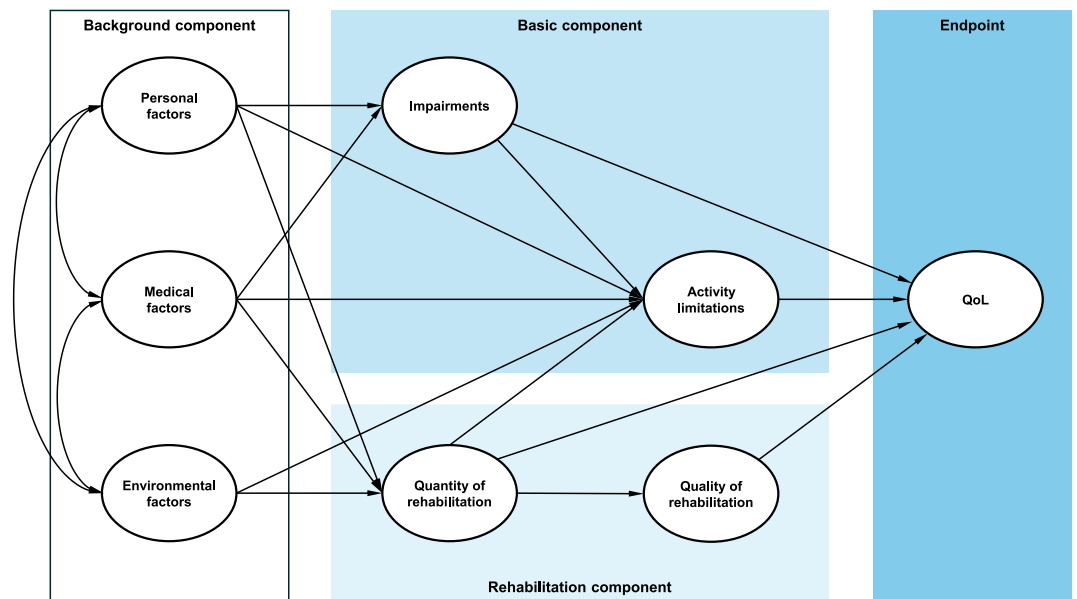 Background component
Basic component
Endpoint
Personal
factors
Impairments
Medical
factors
Activity
limitations
QoL
Environmental
factors
Quantity of
rehabilitation
Quality of
rehabilitation
Rehabilitation component